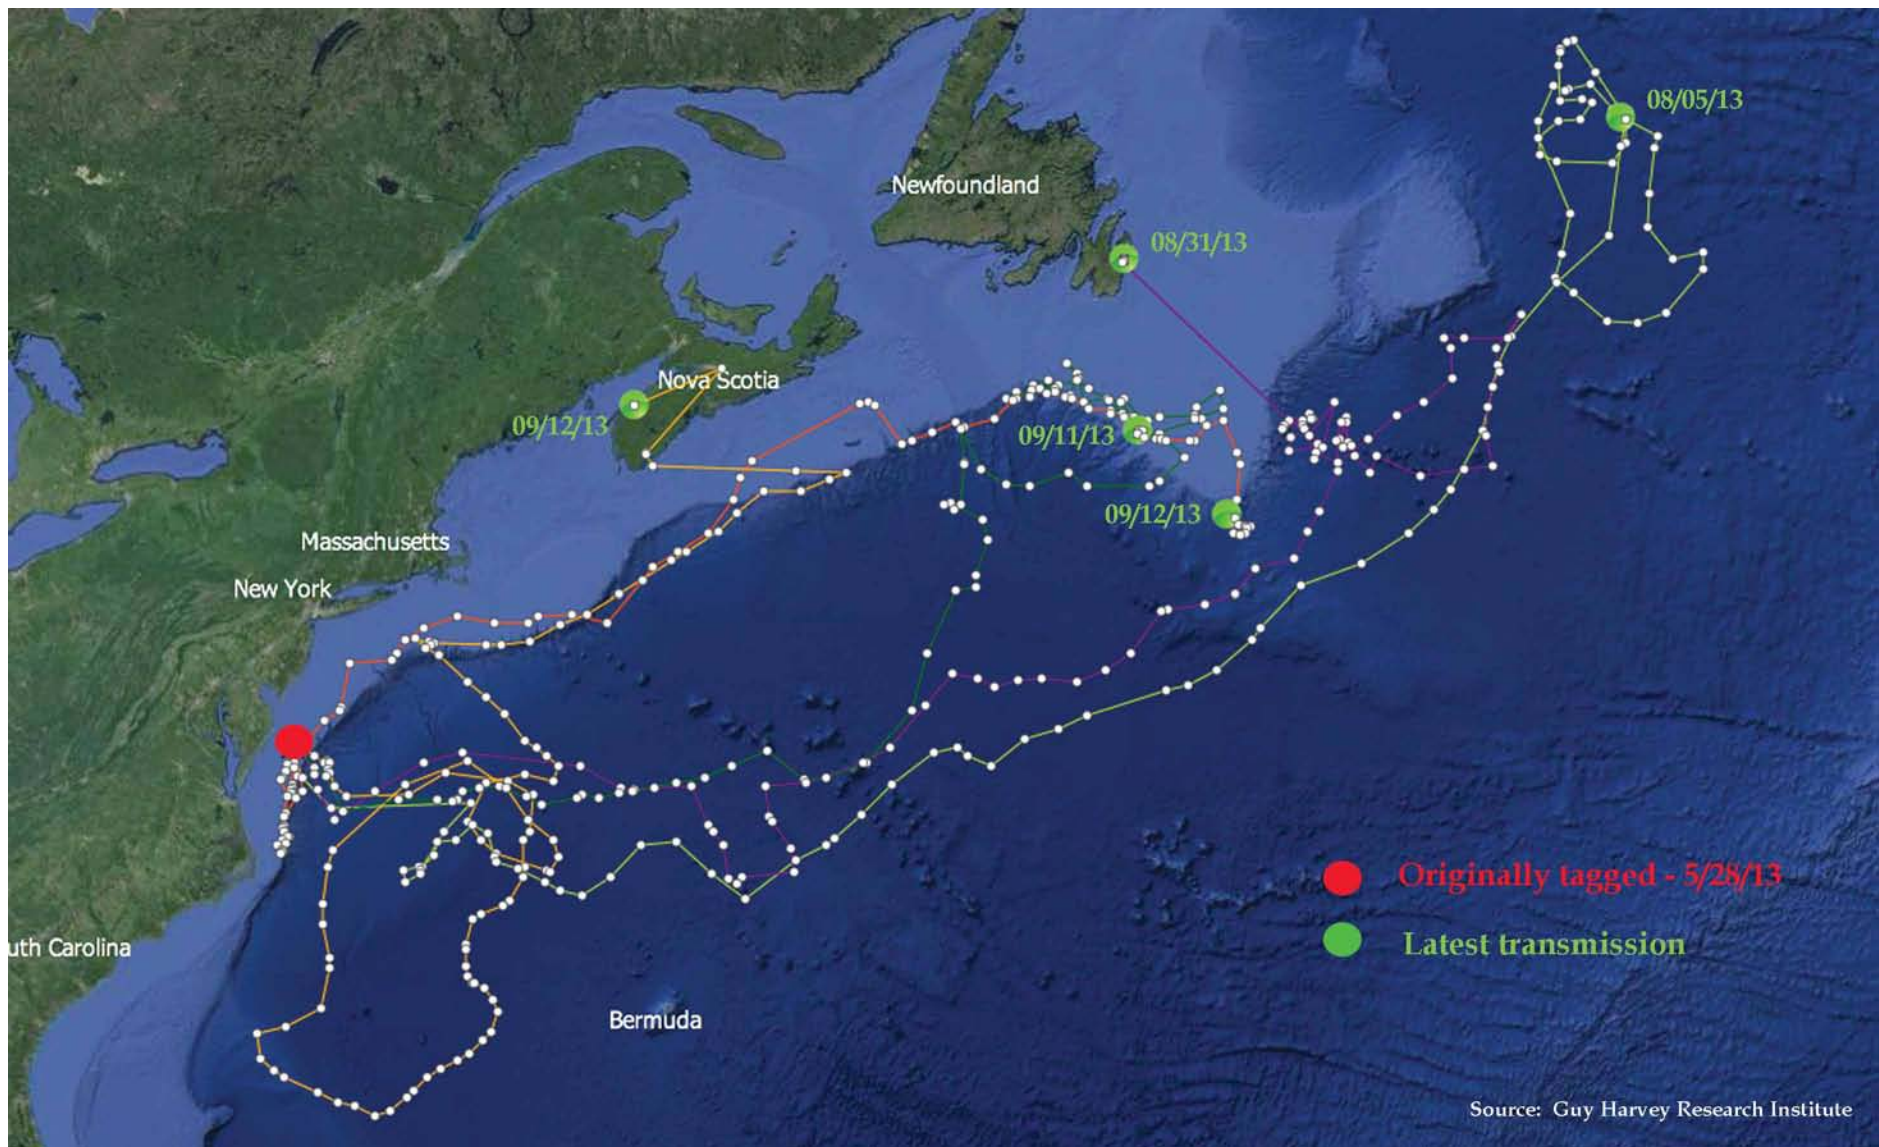 08/05/13
Newfoundland
08/31/13
Nova Scotia
09/12/13
09/11/13
09/12/13
Massachusetts
New York
Originally tagged - 5/28/13
Latest transmission
uth Carolina
Bermuda
Source: Guy Harvey Research Institute